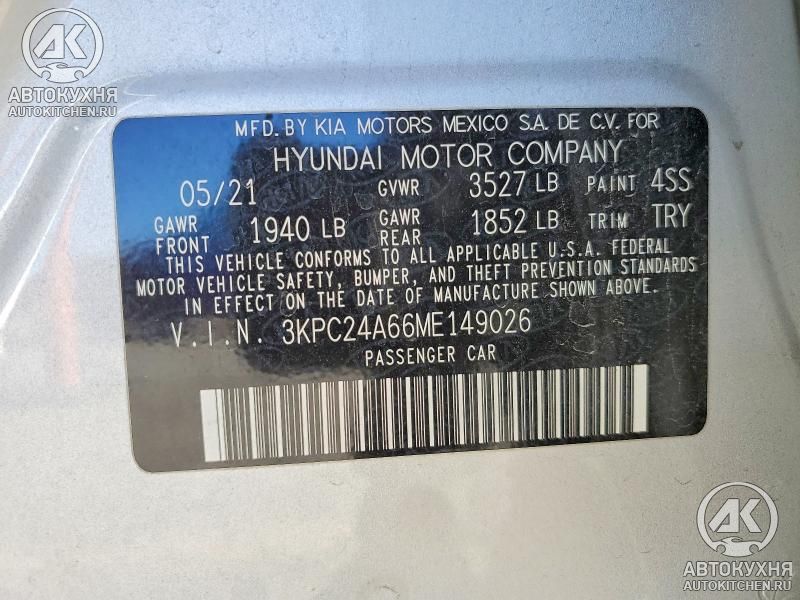 AK
АВТОКУХНЯ
AUTOKITCHEN.RU
MFD. BY KIA MOTORS MEXICO S.A. DE C.V. FOR
HYUNDAI MOTOR COMPANY
05/21 GVWR 3527 LB PAINT 4SS
GAWR FRONT 1940 LB GAWR REAR 1852 LB TRIM TRY
THIS VEHICLE CONFORMS TO ALL APPLICABLE U.S.A. FEDERAL
MOTOR VEHICLE SAFETY, BUMPER, AND THEFT PREVENTION STANDARDS
IN EFFECT ON THE DATE OF MANUFACTURE SHOWN ABOVE.
V.I.N. 3KPC24A66ME149026
PASSENGER CAR
AK
АВТОКУХНЯ
AUTOKITCHEN.RU